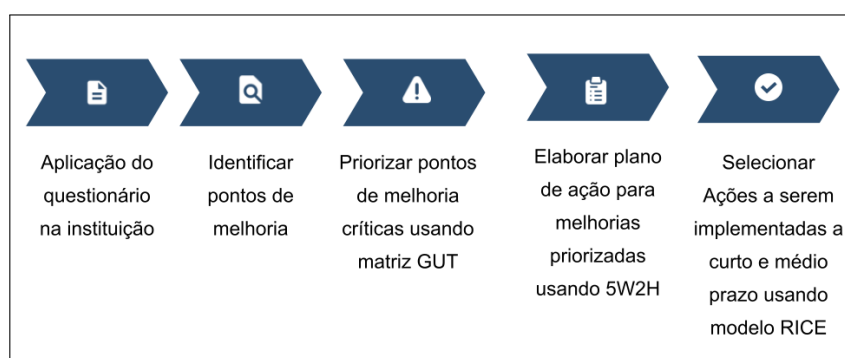 Aplicação do
questionário
na instituição
Identificar
pontos de
melhoria
Priorizar pontos
de melhoria
críticas usando
matriz GUT
Elaborar plano
de ação para
melhorias
priorizadas
usando 5W2H
Selecionar
Ações a serem
implementadas a
curto e médio
prazo usando
modelo RICE